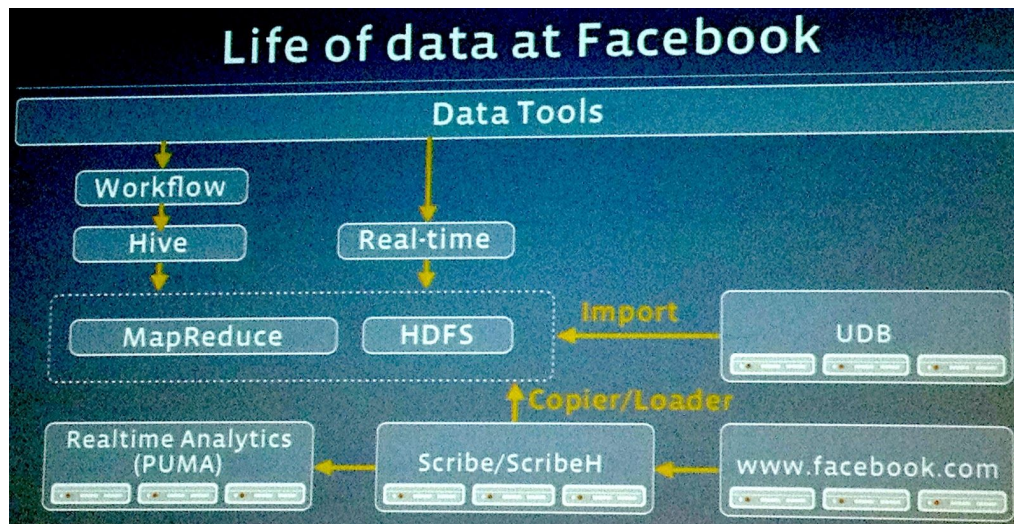 Life of data at Facebook
Data Tools
Workflow
Hive
Real-time
MapReduce
HDFS
Import
UDB
Copier/Loader
Realtime Analytics
(PUMA)
Scribe/ScribeH
www.facebook.com